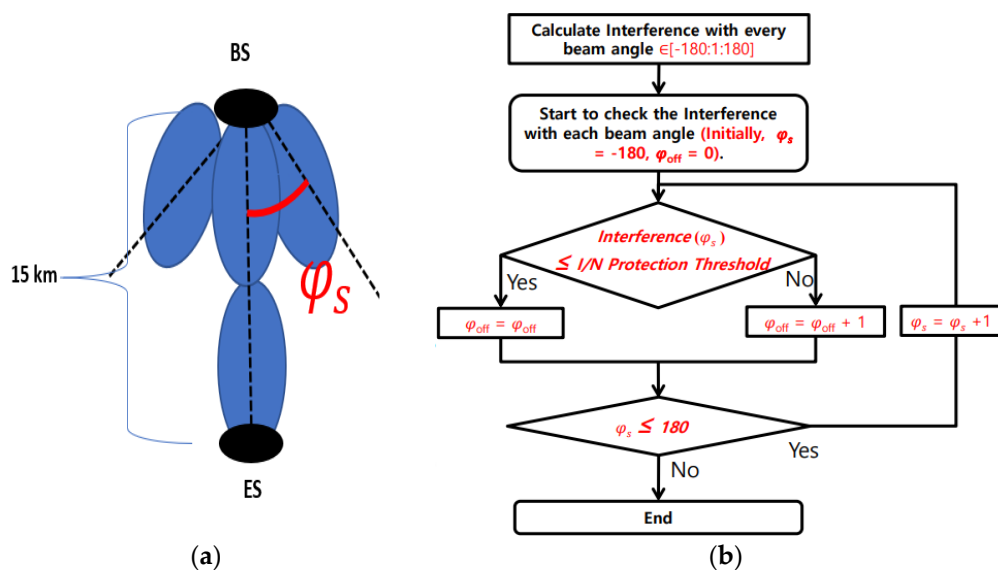 BS
15 km
φs
ES
(a)
Calculate Interference with every
beam angle ∈[-180:1:180]
Start to check the Interference
with each beam angle (Initially, φs
= -180, φoff = 0).
Interference(φs)
≤ I/N Protection Threshold
Yes
No
φoff = φoff
φoff = φoff + 1
φs = φs +1
φs ≤ 180
Yes
No
End
(b)